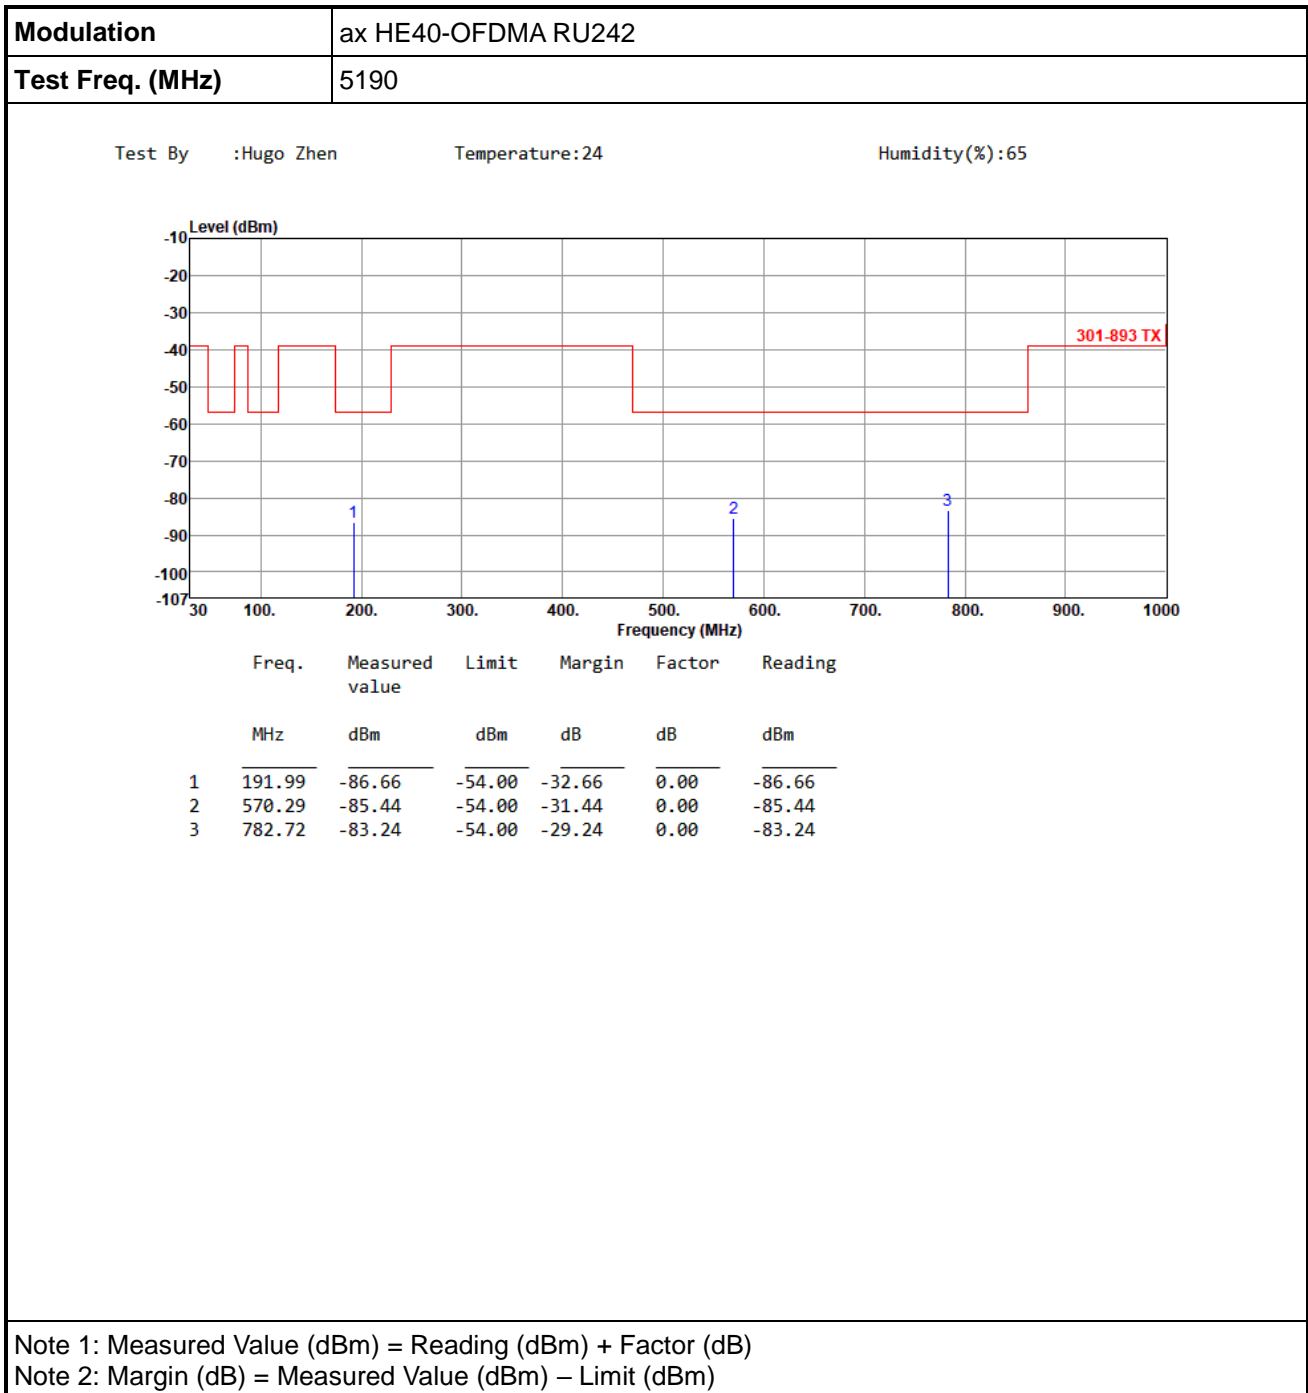 Modulation ax HE40-OFDMA RU242
Test Freq. (MHz) 5190
Test By :Hugo Zhen Temperature:24 Humidity(%):65
Level (dBm)
-10
-20
-30
301-893 TX
-40
-50
-60
-70
-80
1 2 3
-90
-100
-107
30 100. 200. 300. 400. 500. 600. 700. 800. 900. 1000
Frequency (MHz)
Freq. Measured Limit Margin Factor Reading
value
MHz dBm dBm dB dB dBm
1 191.99 -86.66 -54.00 -32.66 0.00 -86.66
2 570.29 -85.44 -54.00 -31.44 0.00 -85.44
3 782.72 -83.24 -54.00 -29.24 0.00 -83.24
Note 1: Measured Value (dBm) = Reading (dBm) + Factor (dB)
Note 2: Margin (dB) = Measured Value (dBm) – Limit (dBm)